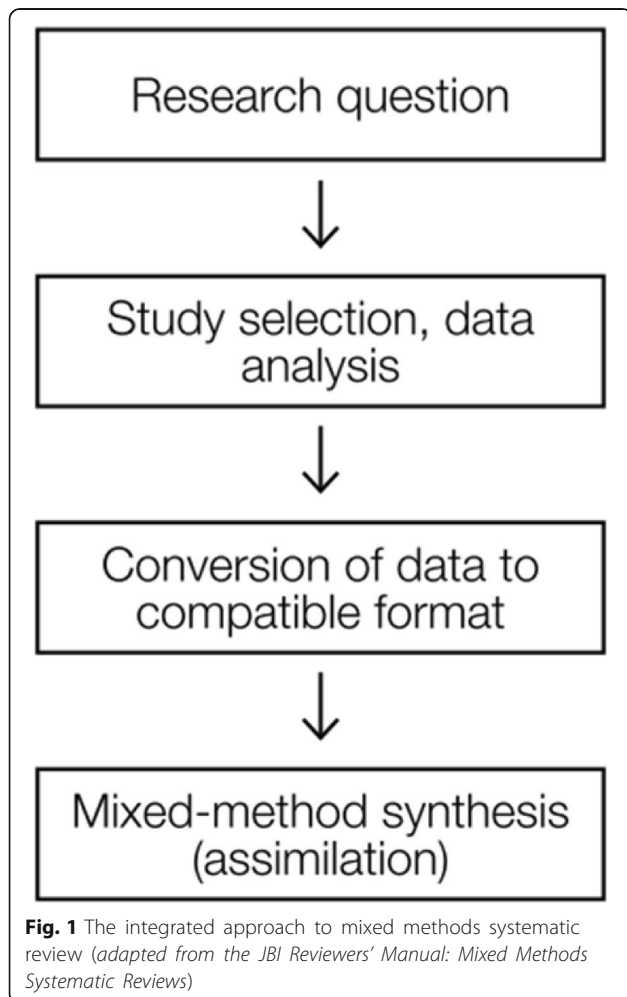 Research question
Study selection, data
analysis
Conversion of data to
compatible format
Mixed-method synthesis
(assimilation)
Fig. 1 The integrated approach to mixed methods systematic
review (adapted from the JBI Reviewers' Manual: Mixed Methods
Systematic Reviews)